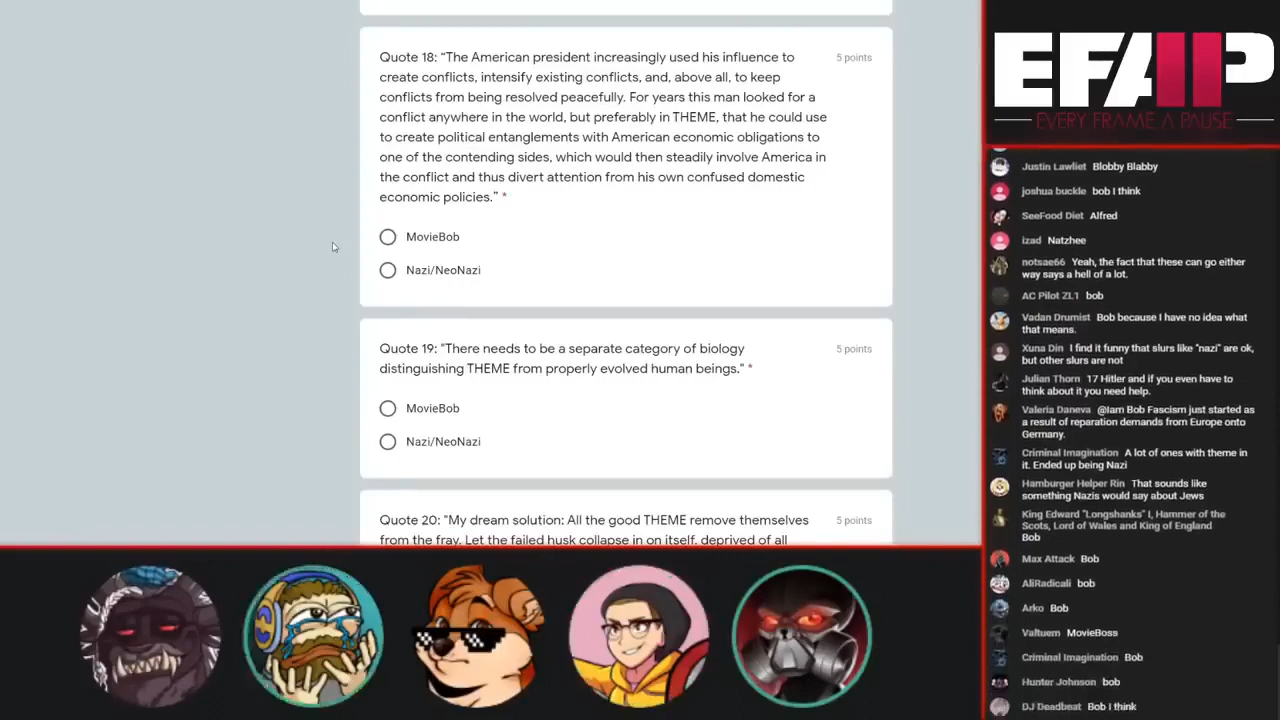 Quote 18: “The American president increasingly used his influence to
create conflicts, intensify existing conflicts, and, above all, to keep
conflicts from being resolved peacefully. For years this man looked for a
conflict anywhere in the world, but preferably in THEME, that he could use
to create political entanglements with American economic obligations to
one of the contending sides, which would then steadily involve America in
the conflict and thus divert attention from his own confused domestic
economic policies.” *
5 points
MovieBob
Nazi/NeoNazi
Quote 19: "There needs to be a separate category of biology
distinguishing THEME from properly evolved human beings." *
5 points
MovieBob
Nazi/NeoNazi
Quote 20: "My dream solution: All the good THEME remove themselves
from the fray. Let the failed husk collapse in on itself, deprived of all
5 points
EFAP
EVERY FRAME A PAUSE
Justin Lawliet Blobby Blabby
joshua buckle bob I think
SeeFood Diet Alfred
izad Natzhee
notsae66 Yeah, the fact that these can go either
way says a hell of a lot.
AC Pilot ZL1 bob
Vadan Drumist Bob because I have no idea what
that means.
Xuna Din I find it funny that slurs like "nazi" are ok,
but other slurs are not
Julian Thorn 17 Hitler and if you even have to
think about it you need help.
Valeria Daneva @Iam Bob Fascism just started as
a result of reparation demands from Europe onto
Germany.
Criminal Imagination A lot of ones with theme in
it. Ended up being Nazi
Hamburger Helper Rin That sounds like
something Nazis would say about Jews
King Edward "Longshanks" I, Hammer of the
Scots, Lord of Wales and King of England
Bob
Max Attack Bob
AliRadicali bob
Arko Bob
Valtuem MovieBoss
Criminal Imagination Bob
Hunter Johnson bob
DJ Deadbeat Bob I think